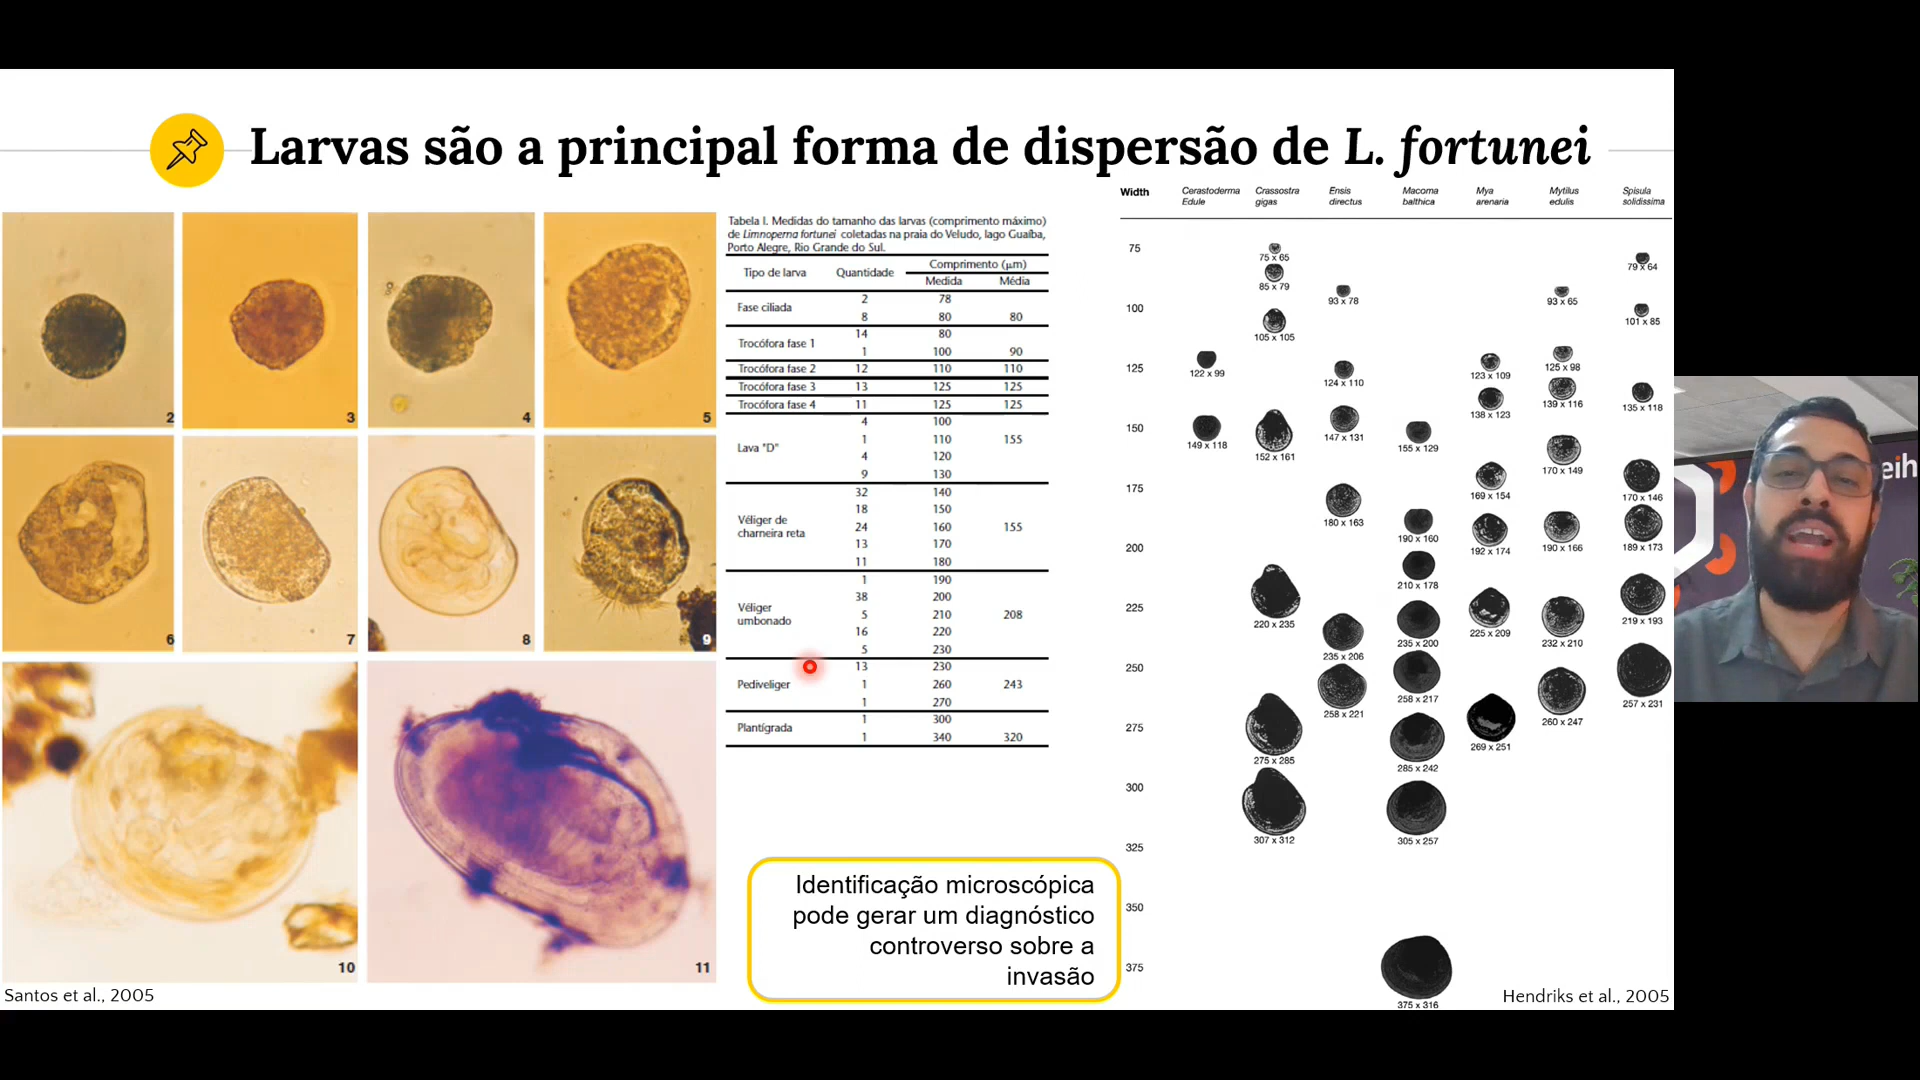 Larvas são a principal forma de dispersão de L. fortunei
2
3
4
5
6
7
8
9
10
11
Santos et al., 2005
Tabela I. Medidas do tamanho das larvas (comprimento máximo)
de Limnoperna fortunei coletadas na praia do Veludo, lago Guaíba,
Porto Alegre, Rio Grande do Sul.
Tipo de larva Quantidade Comprimento (μm)
Medida Média
Fase ciliada
2 78
8 80 80
Trocófora fase 1
14 80
1 100 90
Trocófora fase 2 12 110 110
Trocófora fase 3 13 125 125
Trocófora fase 4 11 125 125
Lava "D"
4 100
1 110 155
4 120
9 130
Véliger de
charneira reta
32 140
18 150
24 160 155
13 170
11 180
Véliger
umbonado
1 190
38 200
5 210 208
16 220
5 230
Pediveliger
13 230
1 260 243
1 270
Plantígrada
1 300
1 340 320
Identificação microscópica
pode gerar um diagnóstico
controverso sobre a
invasão
Width
Cerastoderma
Edule
Crassostra
gigas
Ensis
directus
Macoma
balthica
Mya
arenaria
Mytilus
edulis
Spisula
solidissima
75
100
125
150
175
200
225
250
275
300
325
350
375
122 x 99
149 x 118
75 x 65
85 x 79
105 x 105
152 x 161
220 x 235
275 x 285
307 x 312
93 x 78
124 x 110
147 x 131
180 x 163
235 x 206
258 x 221
155 x 129
190 x 160
210 x 178
235 x 200
258 x 217
285 x 242
305 x 257
375 x 316
123 x 109
138 x 123
169 x 154
192 x 174
225 x 209
269 x 251
93 x 65
125 x 98
139 x 116
170 x 149
190 x 166
232 x 210
260 x 247
79 x 64
101 x 85
135 x 118
170 x 146
189 x 173
219 x 193
257 x 231
Hendriks et al., 2005
eih